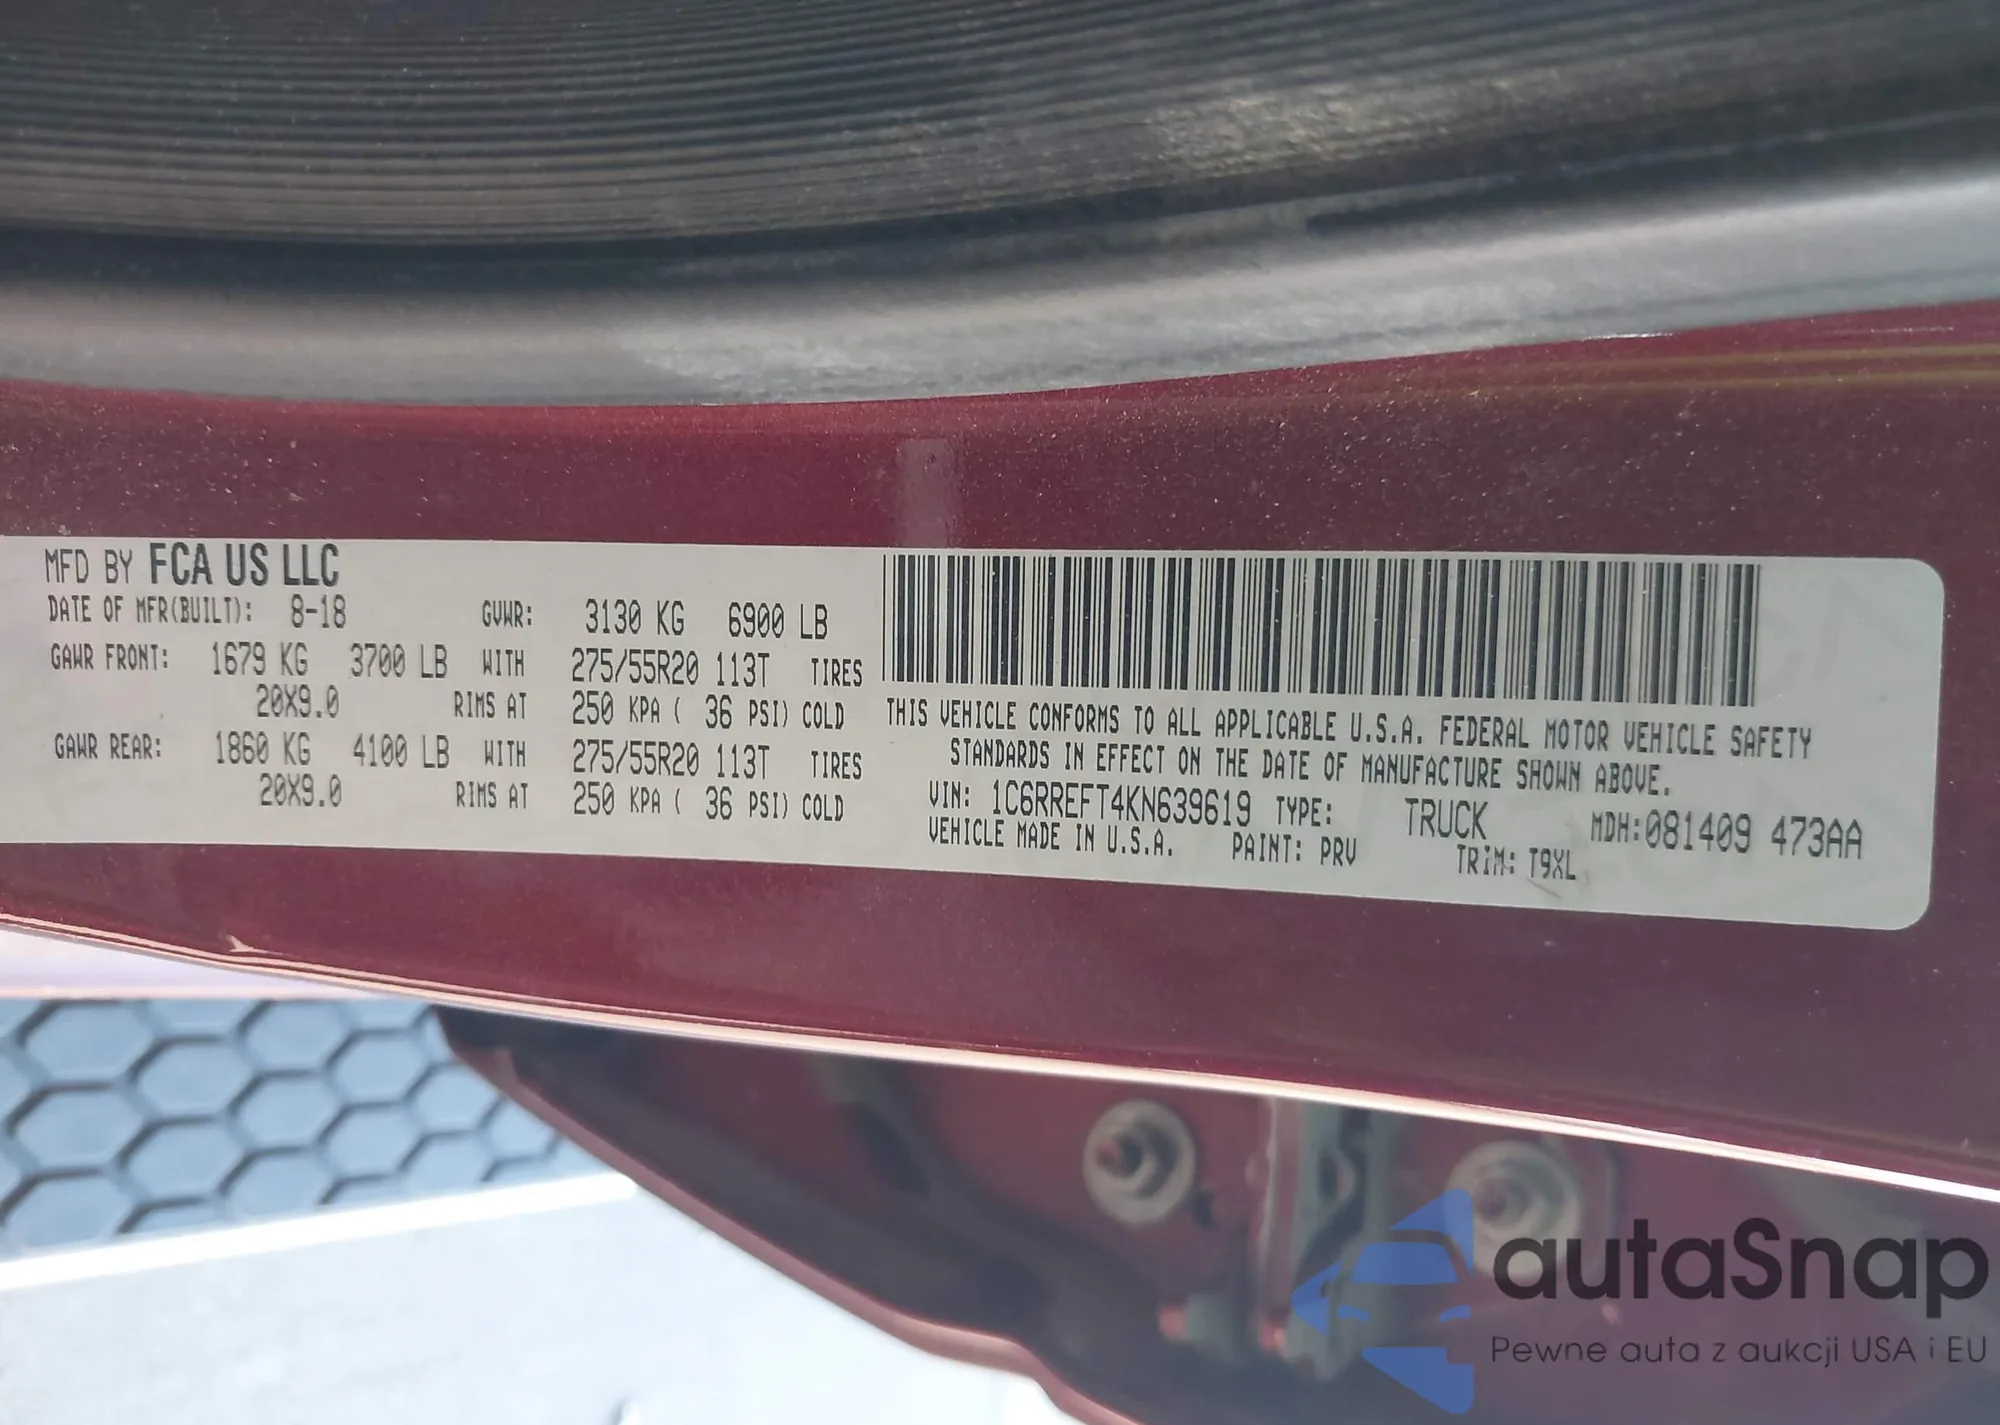 MFD BY FCA US LLC
DATE OF MFR(BUILT): 8-18 GVWR: 3130 KG 6900 LB
GAWR FRONT: 1679 KG 3700 LB WITH 275/55R20 113T TIRES
20X9.0 RIMS AT 250 KPA ( 36 PSI) COLD
GAWR REAR: 1860 KG 4100 LB WITH 275/55R20 113T TIRES
20X9.0 RIMS AT 250 KPA ( 36 PSI) COLD
THIS VEHICLE CONFORMS TO ALL APPLICABLE U.S.A. FEDERAL MOTOR VEHICLE SAFETY
STANDARDS IN EFFECT ON THE DATE OF MANUFACTURE SHOWN ABOVE.
VIN: 1C6RREFT4KN639619 TYPE: TRUCK MDH:081409 473AA
VEHICLE MADE IN U.S.A. PAINT: PRV TRIM: T9XL
autaSnap
Pewne auta z aukcji USA i EU